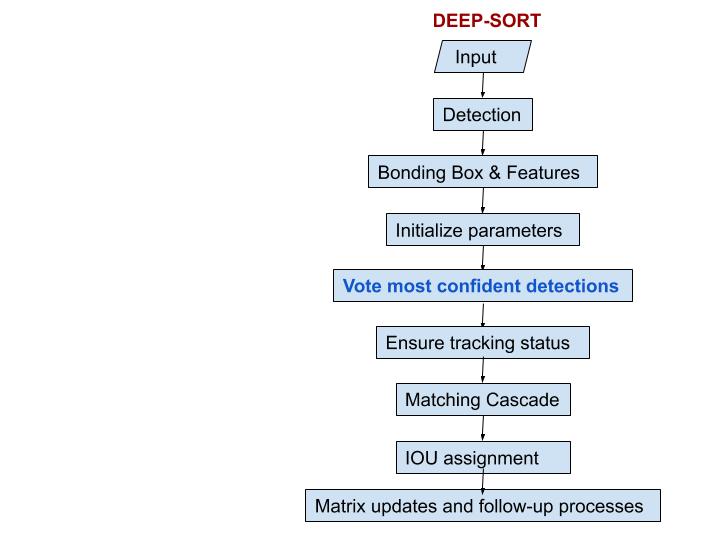 DEEP-SORT
Input
Detection
Bonding Box & Features
Initialize parameters
Vote most confident detections
Ensure tracking status
Matching Cascade
IOU assignment
Matrix updates and follow-up processes